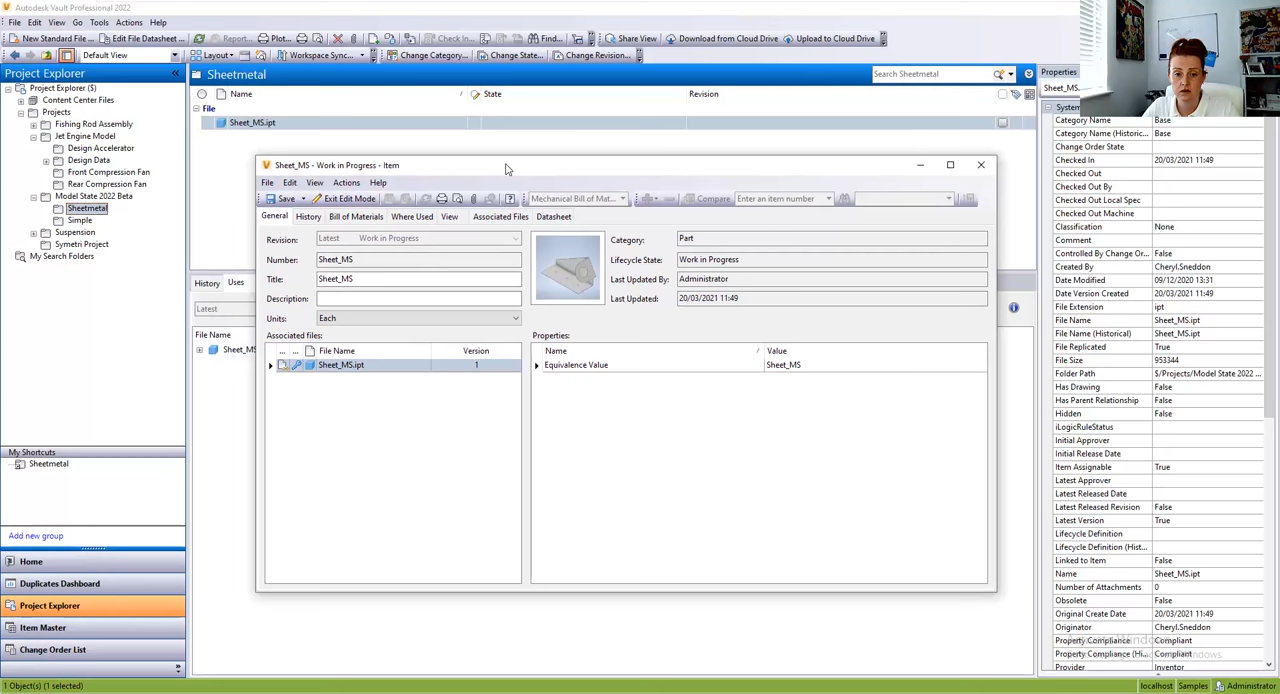 Autodesk Vault Professional 2022
File Edit View Go Tools Actions Help
New Standard File... Edit File Datasheet... Report... Plot... Check In... Find... Share View Download from Cloud Drive Upload to Cloud Drive
Default View Layout Workspace Sync... Change Category... Change State... Change Revision...
Project Explorer
Project Explorer ($)
Content Center Files
Projects
Fishing Rod Assembly
Jet Engine Model
Design Accelerator
Design Data
Front Compression Fan
Rear Compression Fan
Model State 2022 Beta
Sheetmetal
Simple
Suspension
Symetri Project
My Search Folders
My Shortcuts
Sheetmetal
Add new group
Home
Duplicates Dashboard
Project Explorer
Item Master
Change Order List
Sheetmetal
Search Sheetmetal
Name / State Revision
File
Sheet_MS.ipt
History Uses
Latest
File Name
Sheet_MS
Sheet_MS - Work in Progress - Item
File Edit View Actions Help
Save Exit Edit Mode Mechanical Bill of Mat... Compare Enter an item number
General History Bill of Materials Where Used View Associated Files Datasheet
Revision: Latest Work in Progress
Number: Sheet_MS
Title: Sheet_MS
Description:
Units: Each
Category: Part
Lifecycle State: Work in Progress
Last Updated By: Administrator
Last Updated: 20/03/2021 11:49
Associated files:
... ... File Name Version
Sheet_MS.ipt 1
Properties:
Name / Value
Equivalence Value Sheet_MS
Properties
Sheet_MS.
System
Category Name Base
Category Name (Historic... Base
Change Order State
Checked In 20/03/2021 11:49
Checked Out
Checked Out By
Checked Out Local Spec
Checked Out Machine
Classification None
Comment
Controlled By Change Or... False
Created By Cheryl.Sneddon
Date Modified 09/12/2020 13:31
Date Version Created 20/03/2021 11:49
File Extension ipt
File Name Sheet_MS.ipt
File Name (Historical) Sheet_MS.ipt
File Replicated True
File Size 953344
Folder Path $/Projects/Model State 2022 ...
Has Drawing False
Has Parent Relationship False
Hidden False
iLogicRuleStatus
Initial Approver
Initial Release Date
Item Assignable True
Latest Approver
Latest Released Date
Latest Released Revision False
Latest Version True
Lifecycle Definition
Lifecycle Definition (Hist...
Linked to Item False
Name Sheet_MS.ipt
Number of Attachments 0
Obsolete False
Original Create Date 20/03/2021 11:49
Originator Cheryl.Sneddon
Property Compliance Compliant
Property Compliance (Hi... Compliant
Provider Inventor
1 Object(s) (1 selected)
localhost Samples Administrator